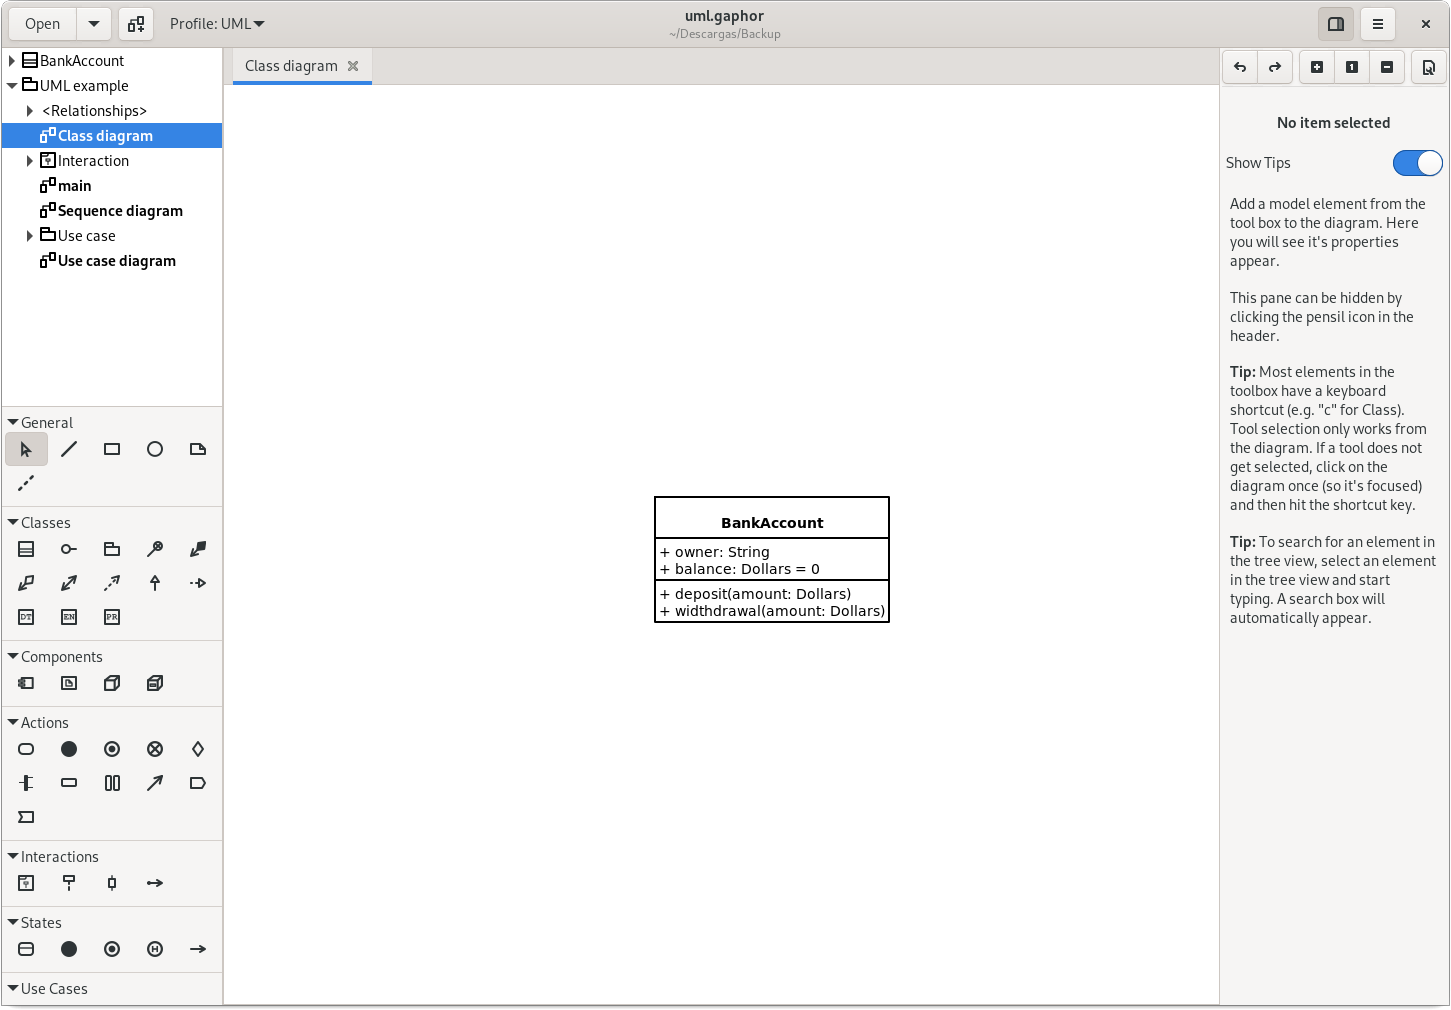 Open
Profile: UML
uml.gaphor
~/Descargas/Backup
BankAccount
UML example
<Relationships>
Class diagram
Interaction
main
Sequence diagram
Use case
Use case diagram
General
Classes
DT
EN
PR
Components
Actions
Interactions
States
H
Use Cases
Class diagram
BankAccount
+ owner: String
+ balance: Dollars = 0
+ deposit(amount: Dollars)
+ widthdrawal(amount: Dollars)
1
No item selected
Show Tips
Add a model element from the
tool box to the diagram. Here
you will see it's properties
appear.
This pane can be hidden by
clicking the pensil icon in the
header.
Tip: Most elements in the
toolbox have a keyboard
shortcut (e.g. "c" for Class).
Tool selection only works from
the diagram. If a tool does not
get selected, click on the
diagram once (so it's focused)
and then hit the shortcut key.
Tip: To search for an element in
the tree view, select an element
in the tree view and start
typing. A search box will
automatically appear.